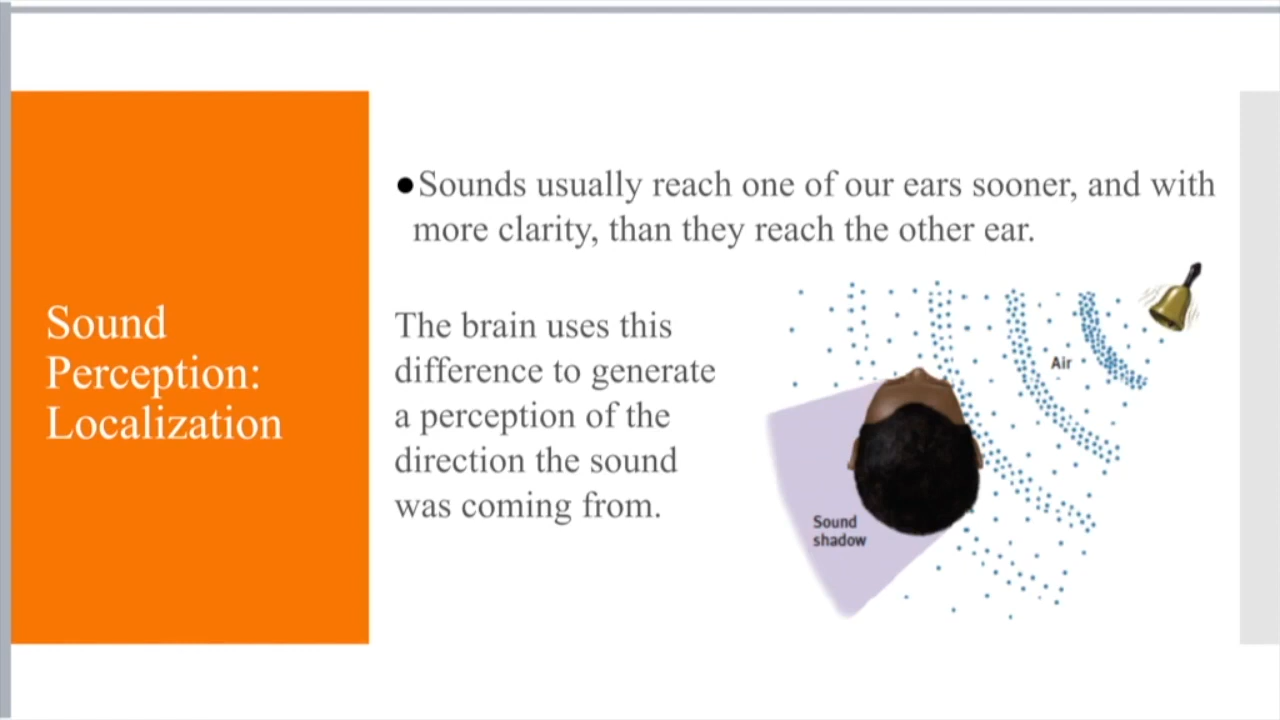 Sound
Perception:
Localization
●Sounds usually reach one of our ears sooner, and with
more clarity, than they reach the other ear.
The brain uses this
difference to generate
a perception of the
direction the sound
was coming from.
Air
Sound
shadow